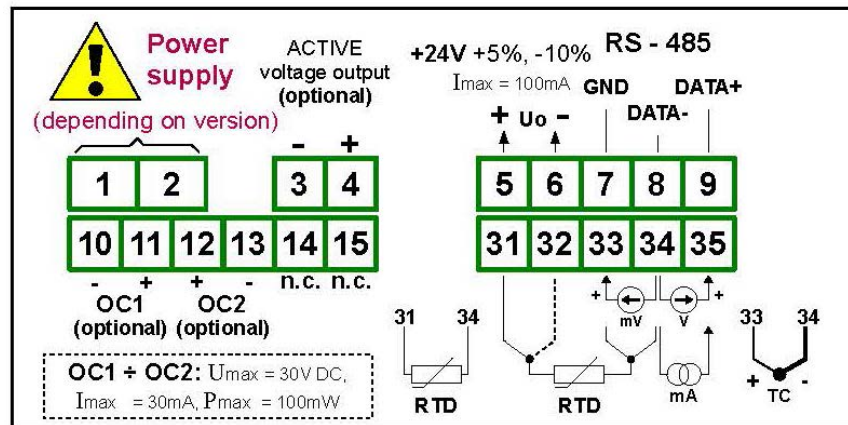 Power
supply
(depending on version)
ACTIVE
voltage output
(optional)
- +
+24V +5%, -10%
Imax = 100mA
+ Uo -
RS - 485
GND DATA+
DATA-
1 2 3 4 5 6 7 8 9
10 11 12 13 14 15 31 32 33 34 35
- + + - n.c. n.c.
OC1 OC2
(optional) (optional)
OC1 ÷ OC2: Umax = 30V DC,
Imax = 30mA, Pmax = 100mW
31 34
RTD
RTD
+ mV V +
mA
33 34
+ TC -